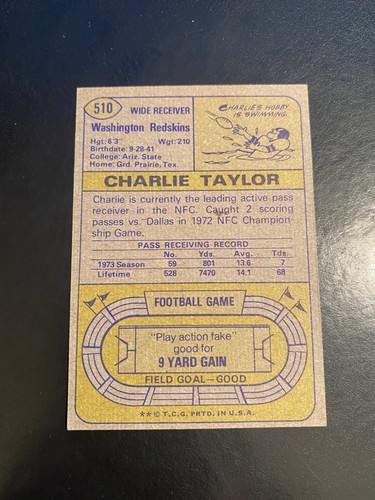 510
WIDE RECEIVER
Washington Redskins
Hgt: 6'3" Wgt: 210
Birthdate: 9-28-41
College: Ariz. State
Home: Grd. Prairie, Tex.
CHARLIE'S HOBBY
IS SWIMMING.
CHARLIE TAYLOR
Charlie is currently the leading active pass
receiver in the NFC. Caught 2 scoring
passes vs. Dallas in 1972 NFC Champion-
ship Game.
PASS RECEIVING RECORD
No. Yds. Avg. Tds.
1973 Season 59 801 13.6 7
Lifetime 528 7470 14.1 68
FOOTBALL GAME
"Play action fake"
good for
9 YARD GAIN
FIELD GOAL—GOOD
** © T.C.G. PRTD. IN U.S.A.